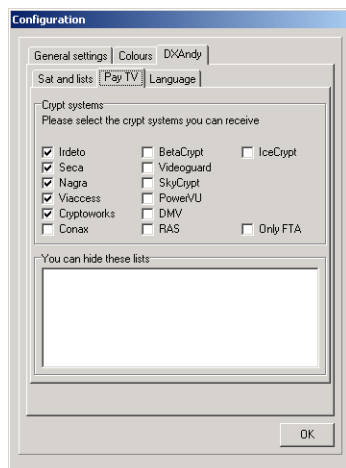 Configuration
General settings Colours DXAndy
Sat and lists Pay TV Language
Crypt systems
Please select the crypt systems you can receive
Irdeto BetaCrypt IceCrypt
Seca Videoguard
Nagra SkyCrypt
Viaccess PowerVU
Cryptoworks DMV
Conax RAS Only FTA
You can hide these lists
OK